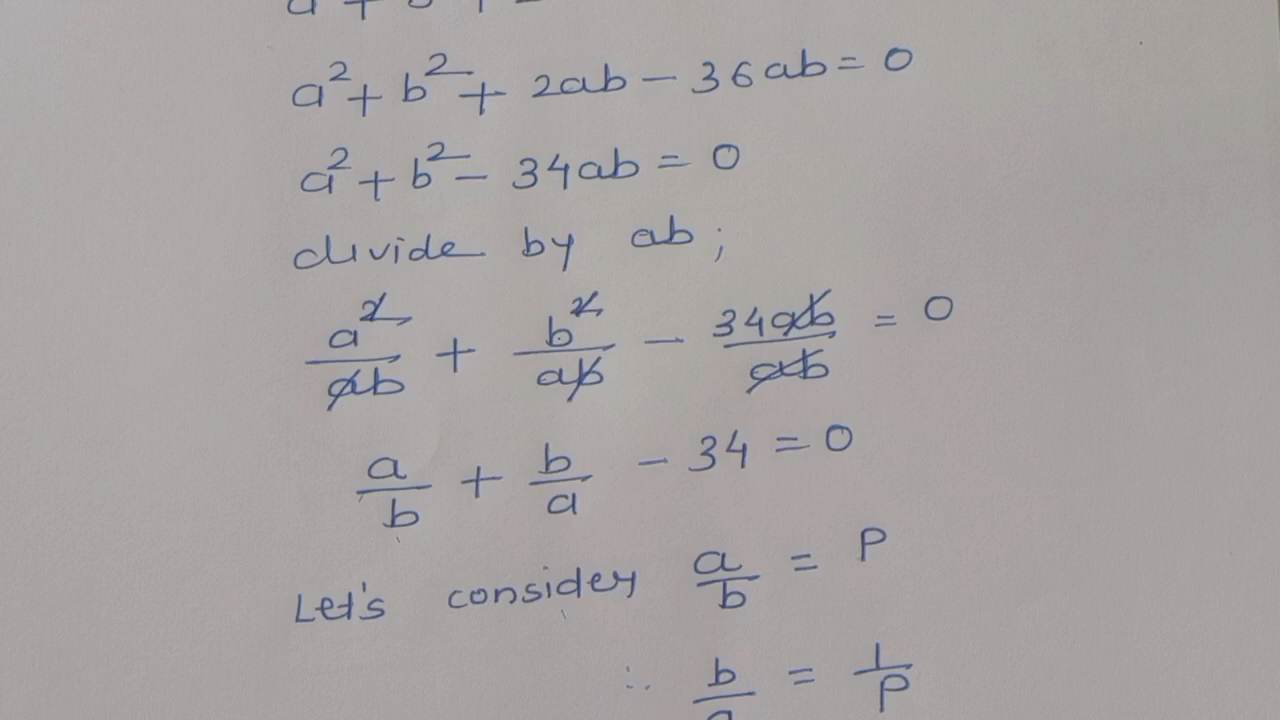 a² + b² + 2ab - 36ab = 0
a² + b² - 34ab = 0
divide by ab;
a²/ab + b²/ab - 34ab/ab = 0
a/b + b/a - 34 = 0
Let's consider a/b = P
∴ b/a = 1/P